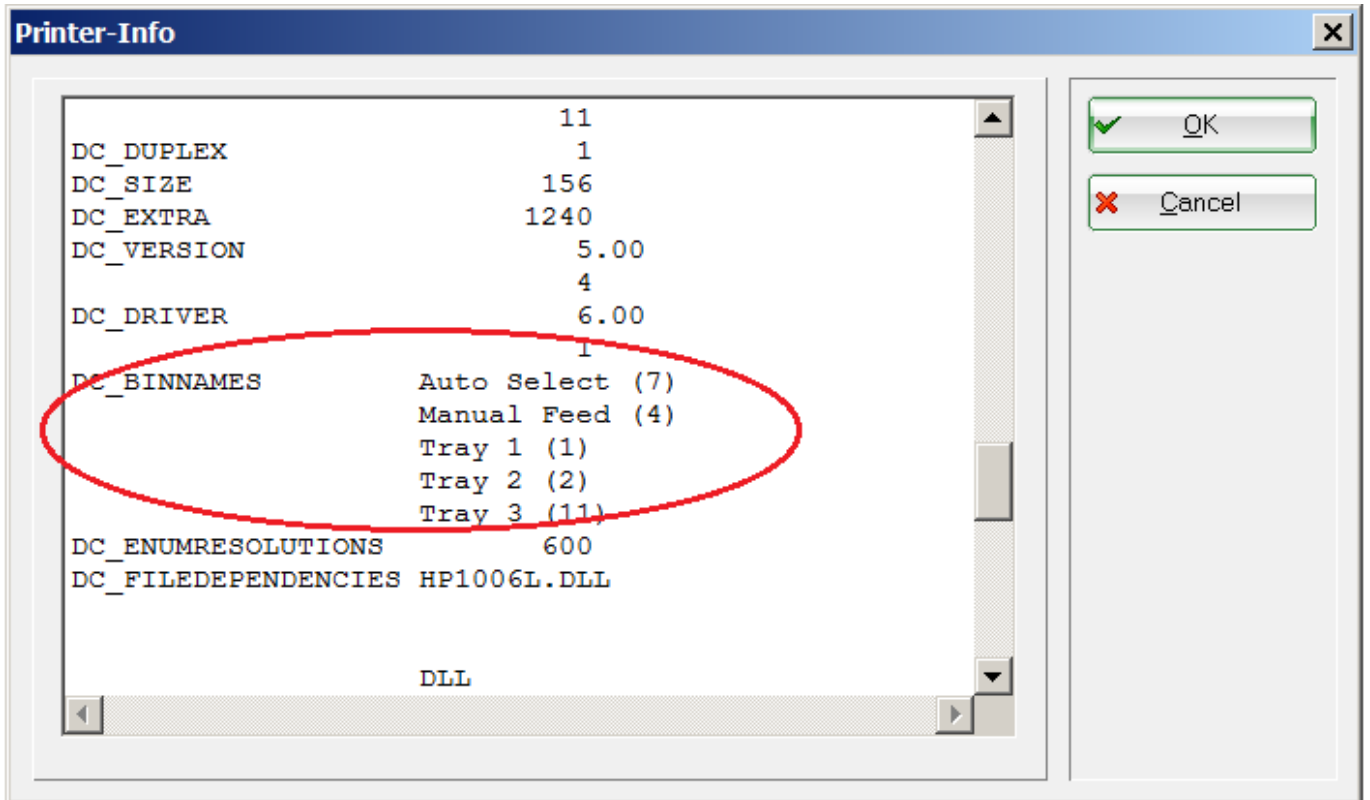 Printer-Info
11
DC_DUPLEX 1
DC_SIZE 156
DC_EXTRA 1240
DC_VERSION 5.00
4
DC_DRIVER 6.00
1
DC_BINNAMES Auto Select (7)
Manual Feed (4)
Tray 1 (1)
Tray 2 (2)
Tray 3 (11)
DC_ENUMRESOLUTIONS 600
DC_FILEDEPENDENCIES HP1006L.DLL
DLL
OK
Cancel